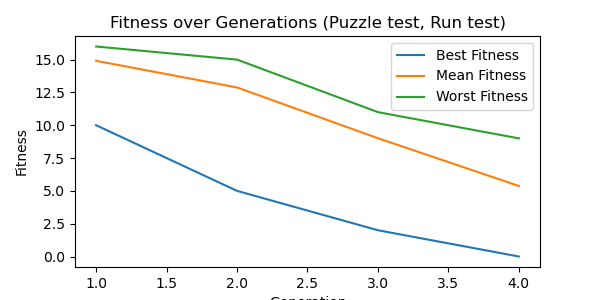 Fitness over Generations (Puzzle test, Run test)
Best Fitness
Mean Fitness
Worst Fitness
Fitness
15.0
12.5
10.0
7.5
5.0
2.5
0.0
1.0 1.5 2.0 2.5 3.0 3.5 4.0
Generation